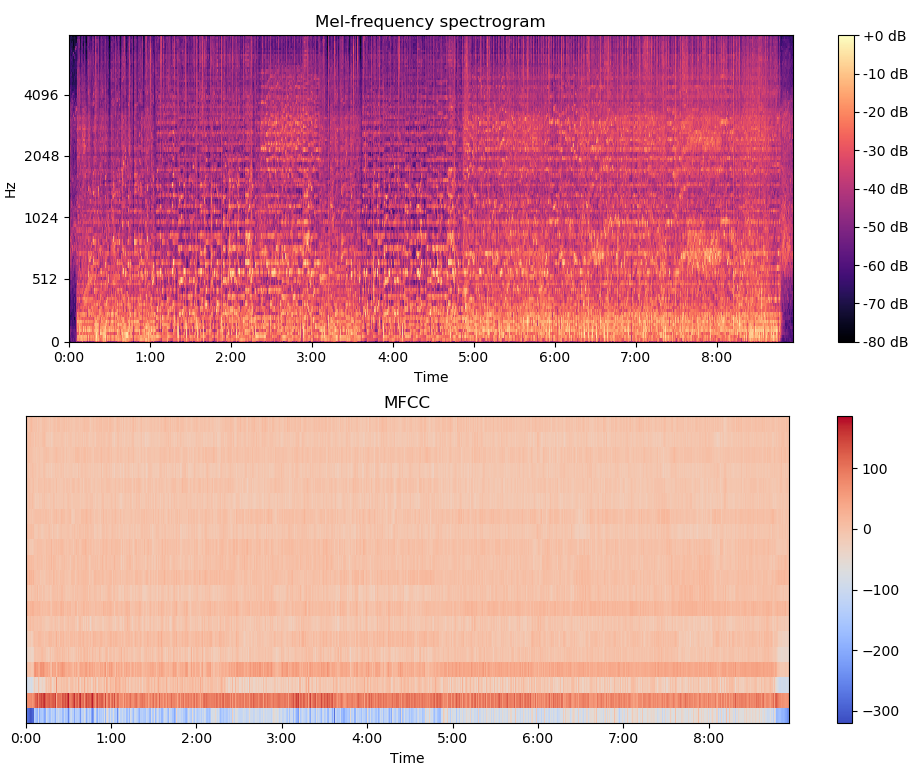 Mel-frequency spectrogram
Hz
4096
2048
1024
512
0
0:00 1:00 2:00 3:00 4:00 5:00 6:00 7:00 8:00
Time
+0 dB
-10 dB
-20 dB
-30 dB
-40 dB
-50 dB
-60 dB
-70 dB
-80 dB
MFCC
0:00 1:00 2:00 3:00 4:00 5:00 6:00 7:00 8:00
Time
100
0
−100
−200
−300